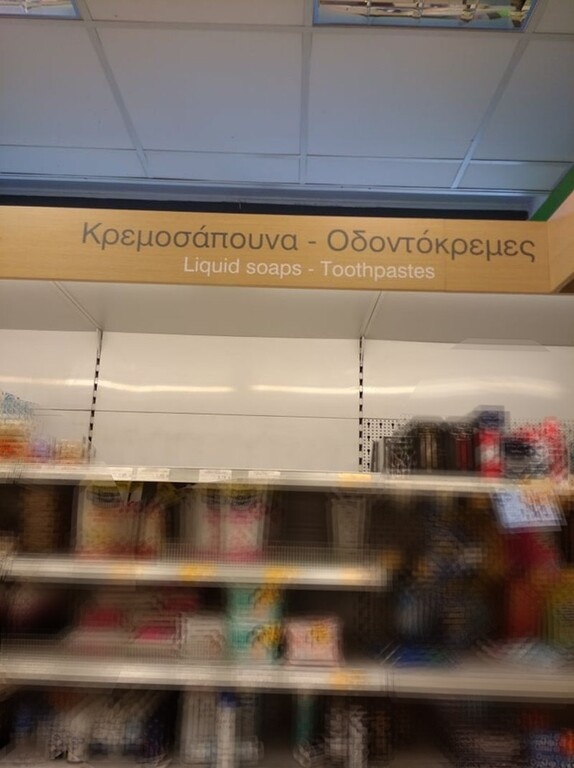 Κρεμοσάπουνα - Οδοντόκρεμες
Liquid soaps - Toothpastes